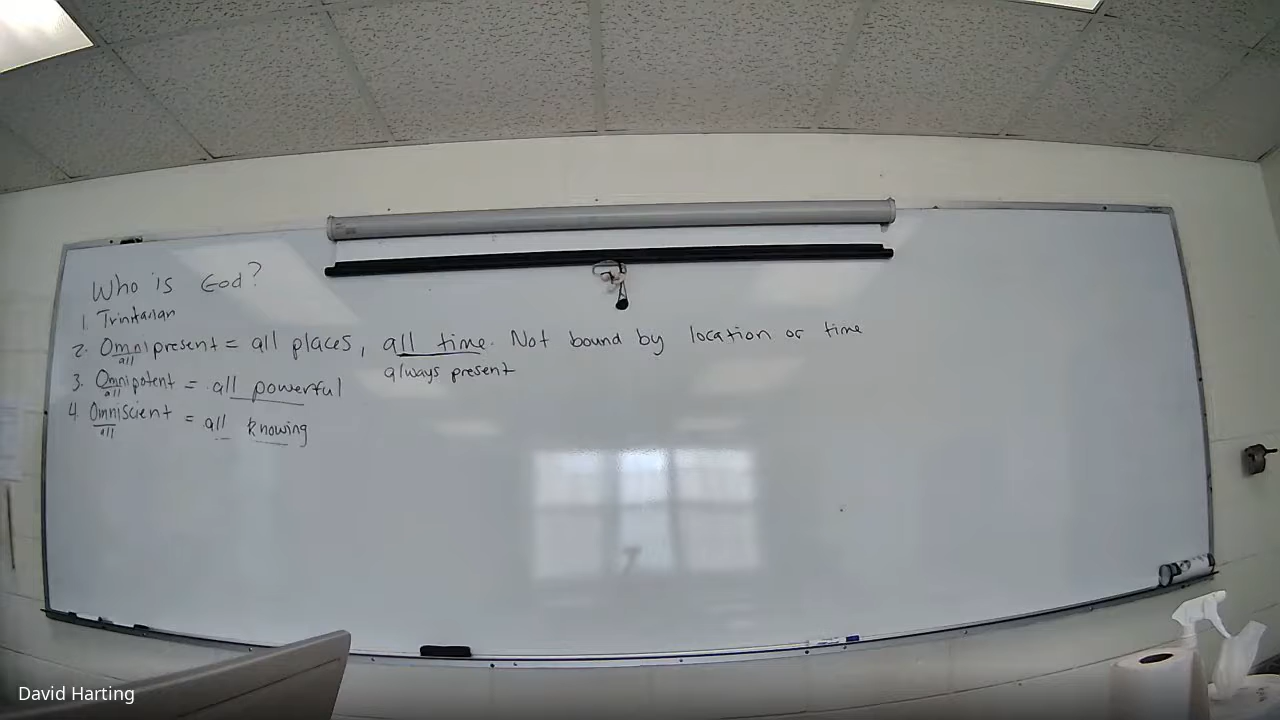 Who is God?
1. Trinitarian
2. Omnipresent = all places, all time. Not bound by location or time
all
always present
3. Omnipotent = all powerful
all
4. Omniscient = all knowing
all
David Harting